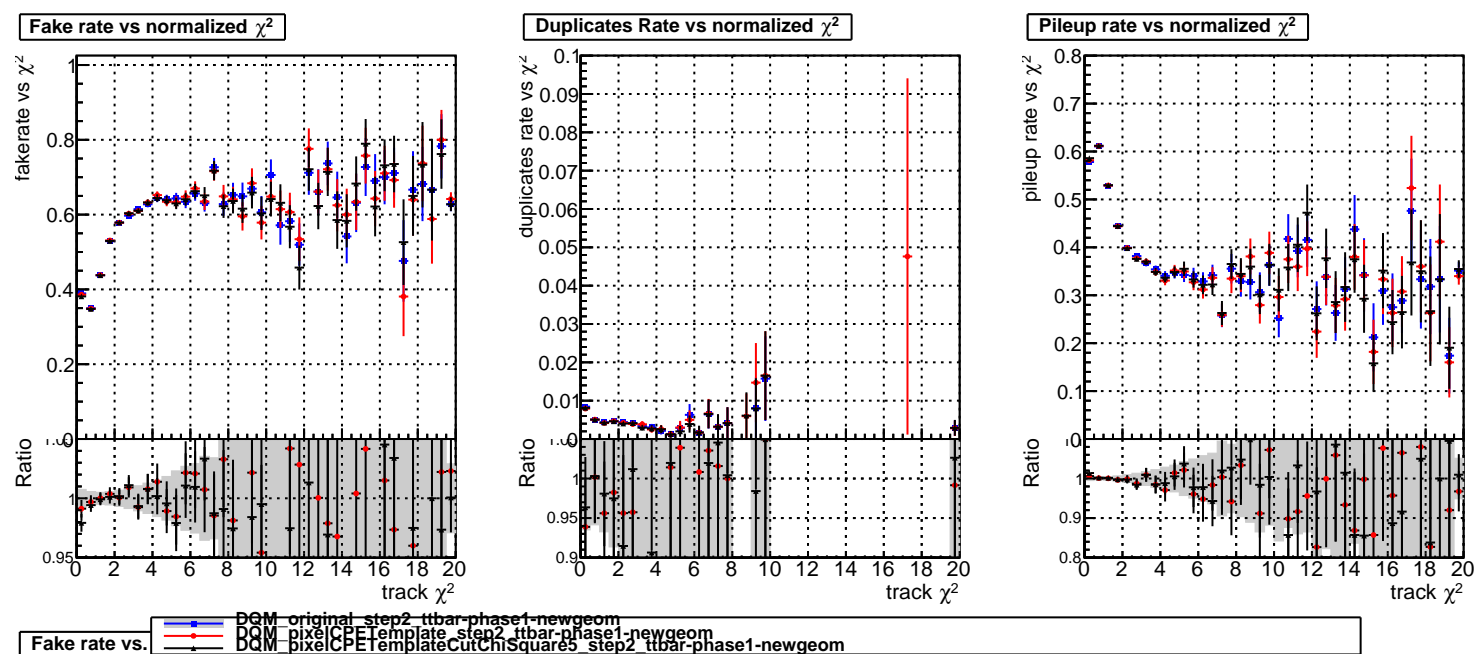 Fake rate vs normalized χ²
Duplicates Rate vs normalized χ²
Pileup rate vs normalized χ²
fakerate vs χ²
1
0.8
0.6
0.4
0.2
0
Ratio
1
0.95
0 2 4 6 8 10 12 14 16 18 20
track χ²
duplicates rate vs χ²
0.1
0.09
0.08
0.07
0.06
0.05
0.04
0.03
0.02
0.01
Ratio
1
0.95
0.9
0 2 4 6 8 10 12 14 16 18 20
track χ²
pileup rate vs χ²
0.8
0.7
0.6
0.5
0.4
0.3
0.2
0.1
0
Ratio
1.1
1
0.9
0.8
0 2 4 6 8 10 12 14 16 18 20
track χ²
DQM_original_step2_ttbar-phase1-newgeom
DQM_pixelCPETemplate_step2_ttbar-phase1-newgeom
DQM_pixelCPETemplateCutChiSquare5_step2_ttbar-phase1-newgeom
Fake rate vs.